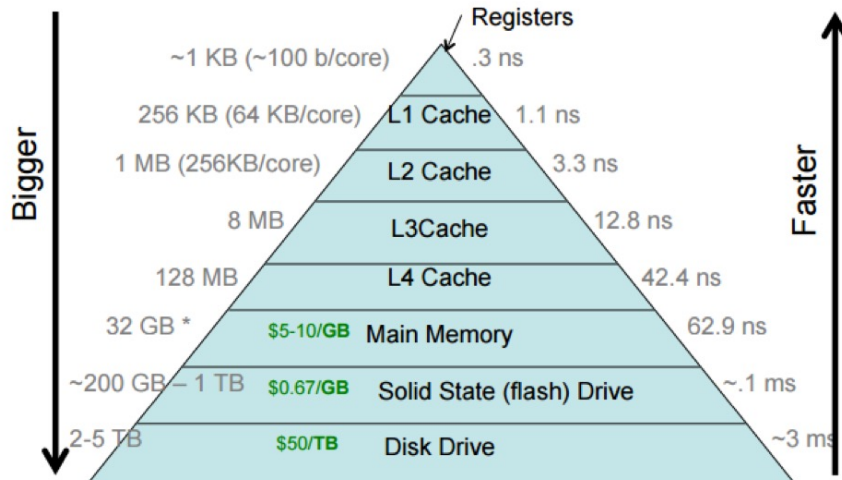 Registers
~1 KB (~100 b/core) .3 ns
256 KB (64 KB/core) L1 Cache 1.1 ns
1 MB (256KB/core) L2 Cache 3.3 ns
8 MB L3Cache 12.8 ns
128 MB L4 Cache 42.4 ns
32 GB * $5-10/GB Main Memory 62.9 ns
~200 GB – 1 TB $0.67/GB Solid State (flash) Drive ~.1 ms
2-5 TB $50/TB Disk Drive ~3 ms
Bigger
Faster